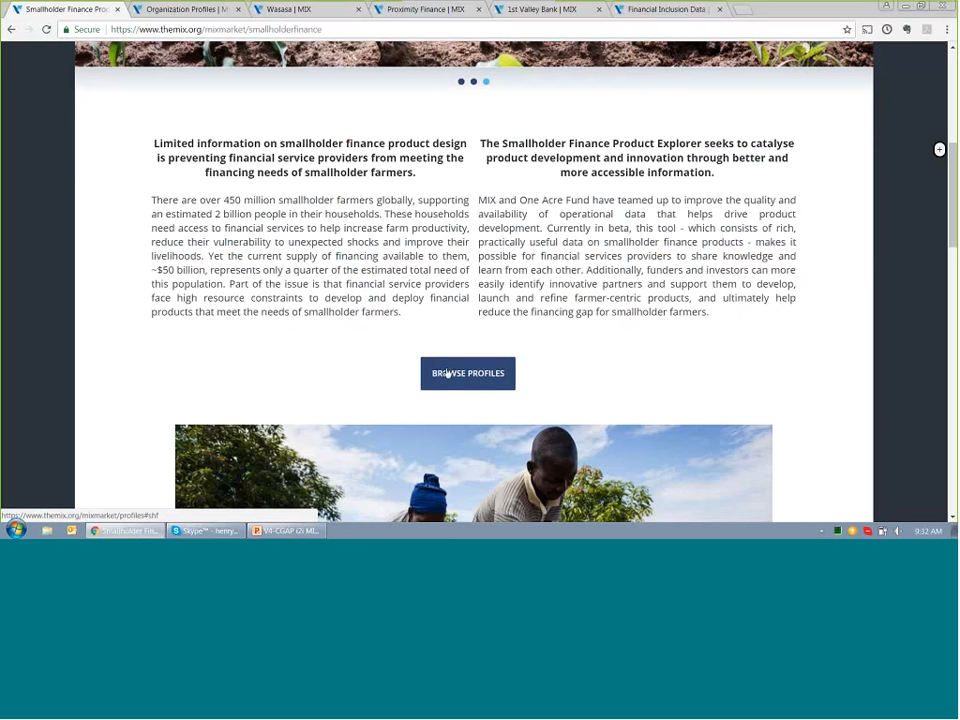 Smallholder Finance Pro
Organization Profiles | M
Wasasa | MIX
Proximity Finance | MIX
1st Valley Bank | MIX
Financial Inclusion Data |
Secure | https://www.themix.org/mixmarket/smallholderfinance
Limited information on smallholder finance product design
is preventing financial service providers from meeting the
financing needs of smallholder farmers.
There are over 450 million smallholder farmers globally, supporting
an estimated 2 billion people in their households. These households
need access to financial services to help increase farm productivity,
reduce their vulnerability to unexpected shocks and improve their
livelihoods. Yet the current supply of financing available to them,
~$50 billion, represents only a quarter of the estimated total need of
this population. Part of the issue is that financial service providers
face high resource constraints to develop and deploy financial
products that meet the needs of smallholder farmers.
The Smallholder Finance Product Explorer seeks to catalyse
product development and innovation through better and
more accessible information.
MIX and One Acre Fund have teamed up to improve the quality and
availability of operational data that helps drive product
development. Currently in beta, this tool - which consists of rich,
practically useful data on smallholder finance products - makes it
possible for financial services providers to share knowledge and
learn from each other. Additionally, funders and investors can more
easily identify innovative partners and support them to develop,
launch and refine farmer-centric products, and ultimately help
reduce the financing gap for smallholder farmers.
BROWSE PROFILES
https://www.themix.org/mixmarket/profiles#shf
Smallholder Fin...
Skype™ - henry...
V4-CGAP i2i MI...
9:32 AM